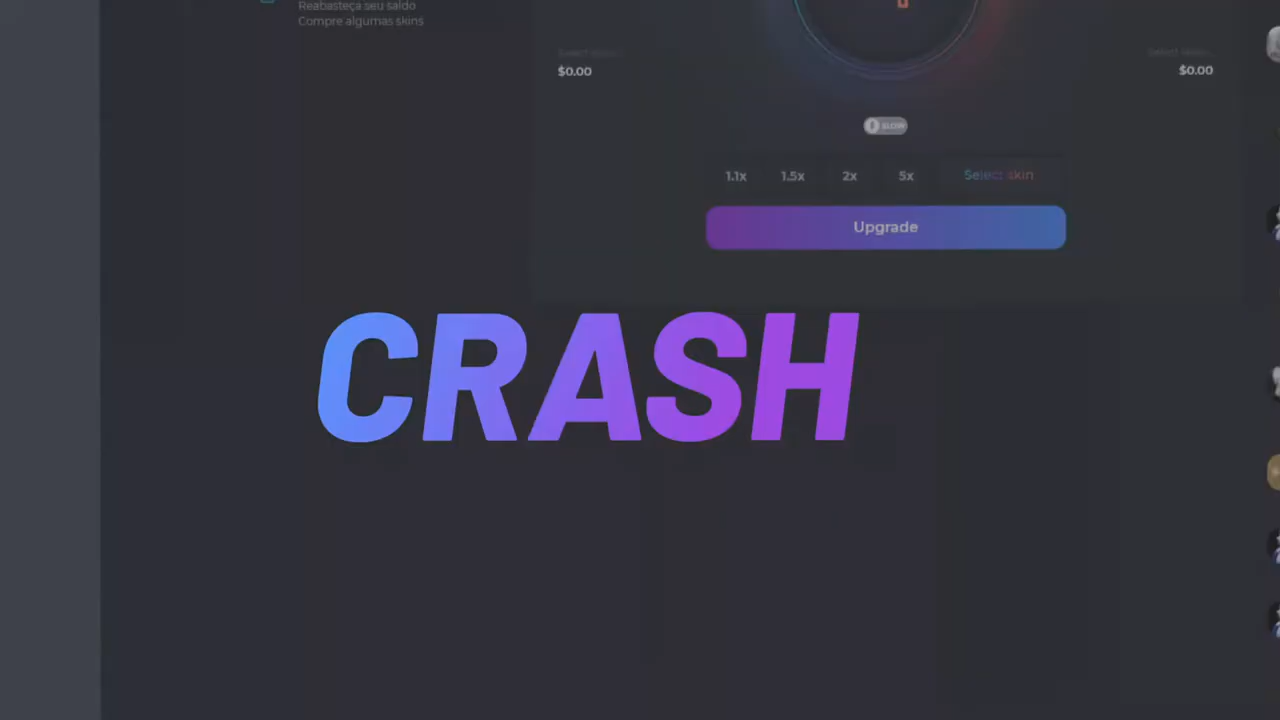 Reabasteça seu saldo
Compre algumas skins
$0.00
$0.00
SLOW
1.1x 1.5x 2x 5x Select skin
Upgrade
CRASH